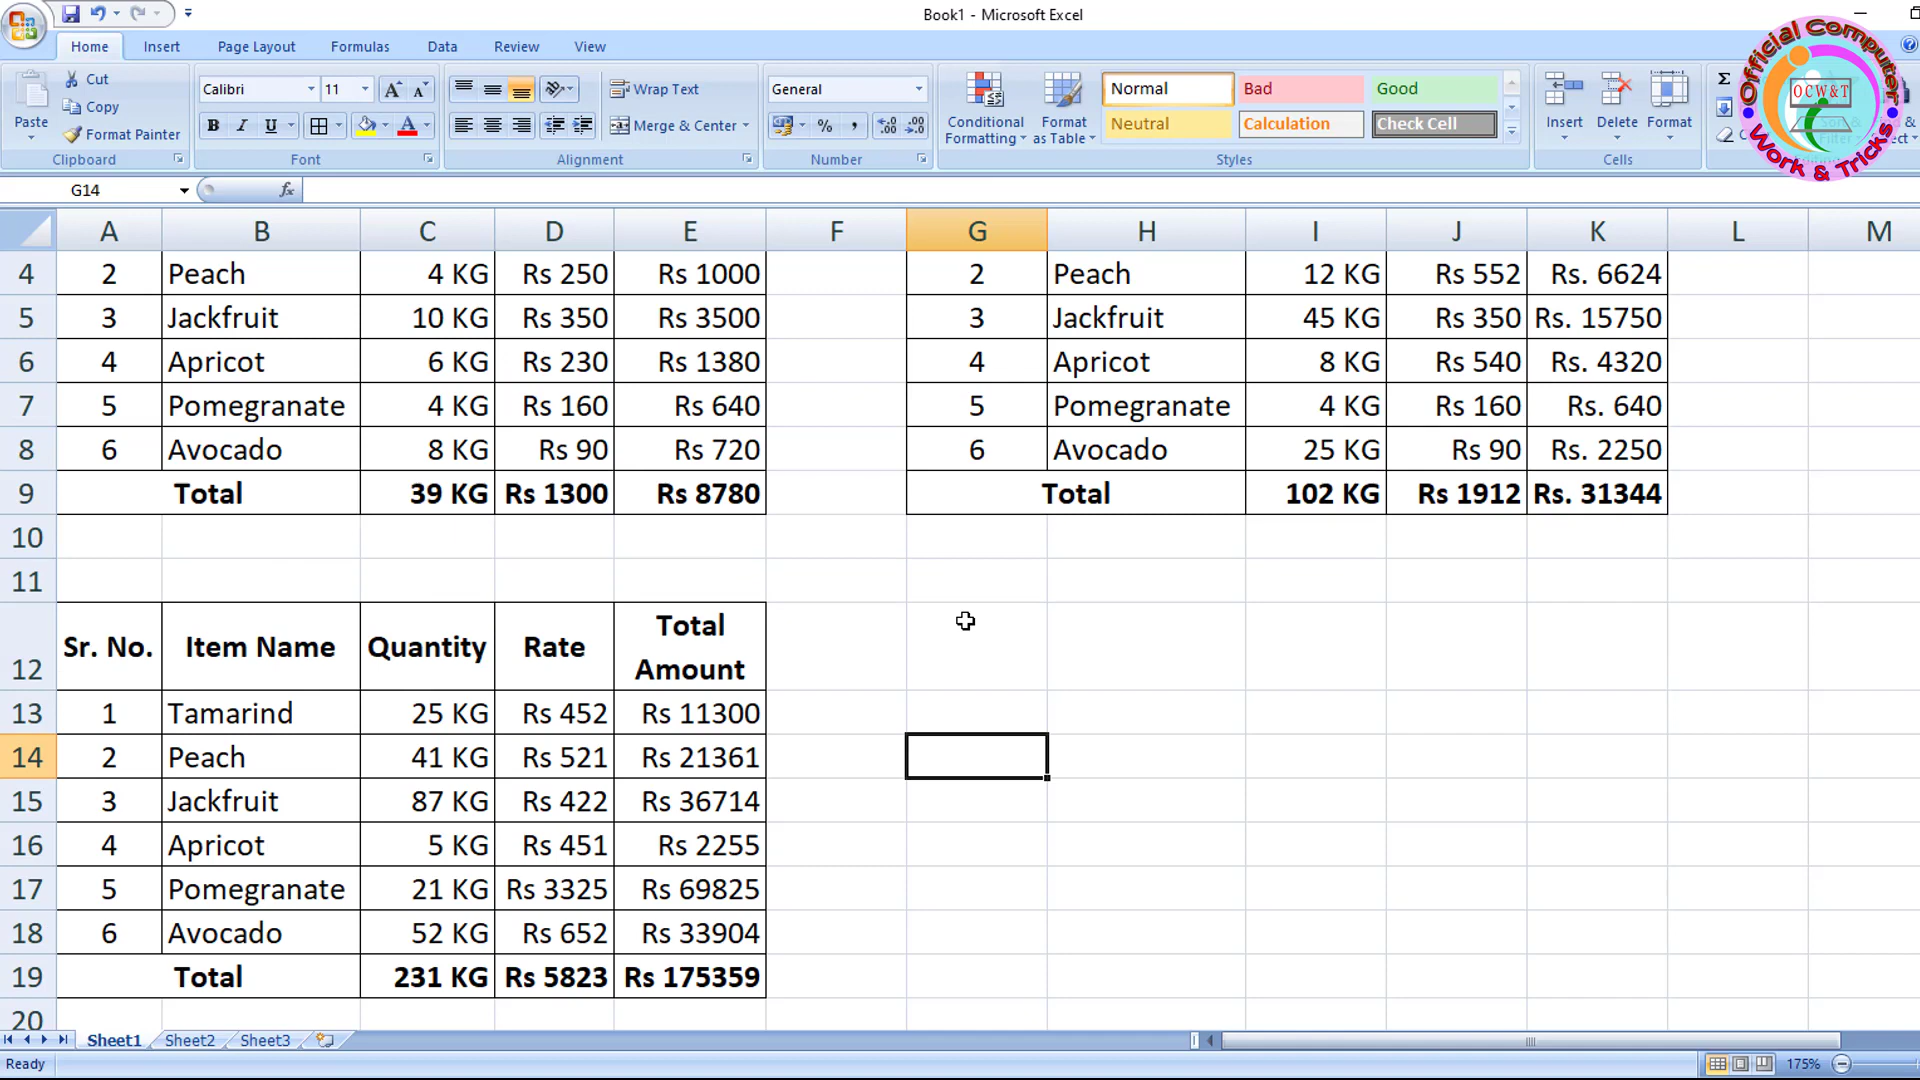 Book1 - Microsoft Excel
Home Insert Page Layout Formulas Data Review View
Paste Cut Copy Format Painter
Calibri 11
Wrap Text
Merge & Center
General
Conditional Formatting
Format as Table
Normal Bad Good
Neutral Calculation Check Cell
Insert Delete Format
Clipboard Font Alignment Number Styles Cells
Official Computer
OCW&T
Work & Tricks
G14 fx
A B C D E F G H I J K L M
4 2 Peach 4 KG Rs 250 Rs 1000 2 Peach 12 KG Rs 552 Rs. 6624
5 3 Jackfruit 10 KG Rs 350 Rs 3500 3 Jackfruit 45 KG Rs 350 Rs. 15750
6 4 Apricot 6 KG Rs 230 Rs 1380 4 Apricot 8 KG Rs 540 Rs. 4320
7 5 Pomegranate 4 KG Rs 160 Rs 640 5 Pomegranate 4 KG Rs 160 Rs. 640
8 6 Avocado 8 KG Rs 90 Rs 720 6 Avocado 25 KG Rs 90 Rs. 2250
9 Total 39 KG Rs 1300 Rs 8780 Total 102 KG Rs 1912 Rs. 31344
10
11
12 Sr. No. Item Name Quantity Rate Total Amount
13 1 Tamarind 25 KG Rs 452 Rs 11300
14 2 Peach 41 KG Rs 521 Rs 21361
15 3 Jackfruit 87 KG Rs 422 Rs 36714
16 4 Apricot 5 KG Rs 451 Rs 2255
17 5 Pomegranate 21 KG Rs 3325 Rs 69825
18 6 Avocado 52 KG Rs 652 Rs 33904
19 Total 231 KG Rs 5823 Rs 175359
20
Sheet1 Sheet2 Sheet3
Ready 175%